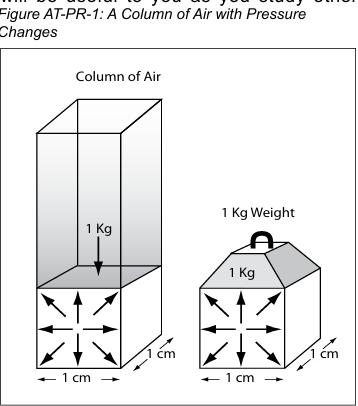 will be useful to you as you study other
Figure AT-PR-1: A Column of Air with Pressure
Changes
Column of Air
1 Kg
1 Kg Weight
1 Kg
1 cm
1 cm
1 cm
1 cm